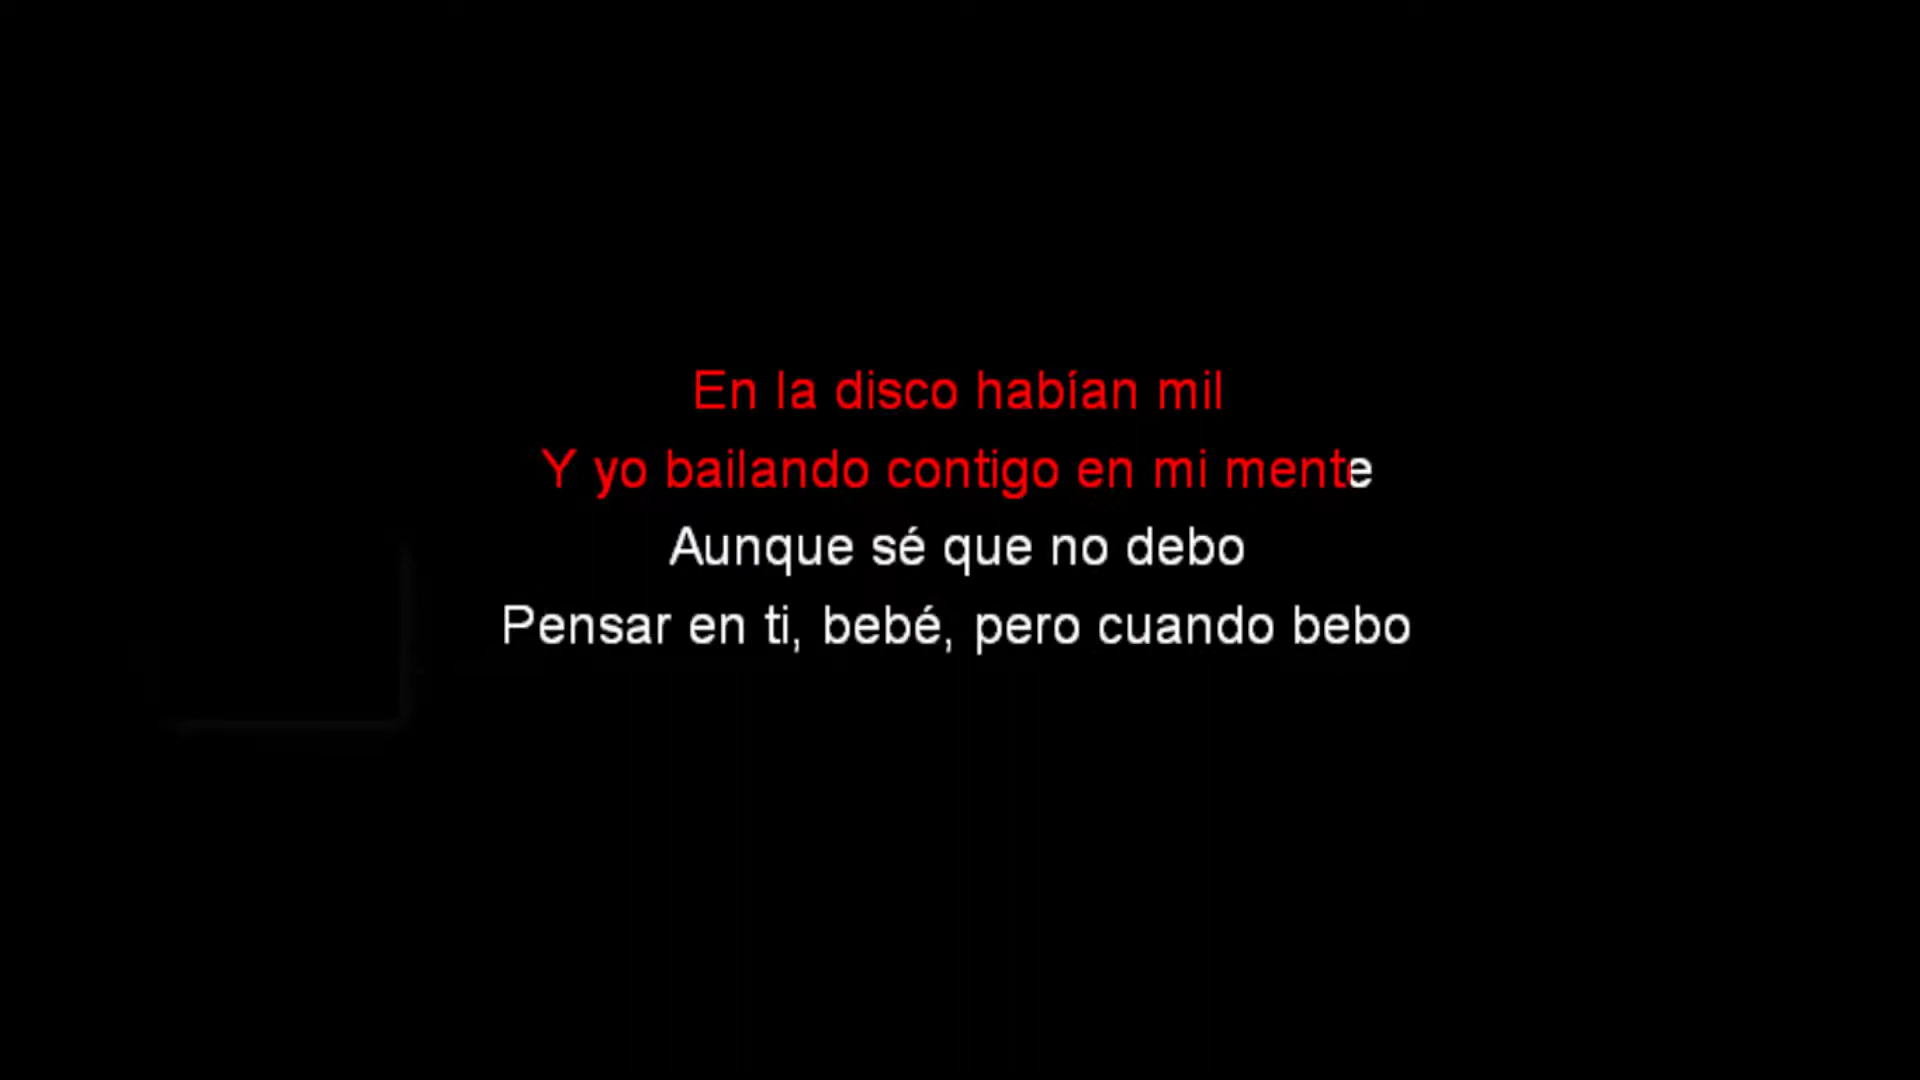 En la disco habían mil
Y yo bailando contigo en mi mente
Aunque sé que no debo
Pensar en ti, bebé, pero cuando bebo